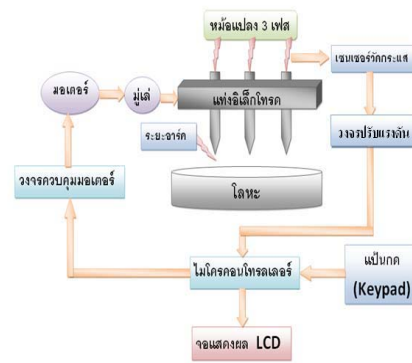 หม้อแปลง 3 เฟส
เซนเซอร์วัดกระแส
มอเตอร์
มู่เล่
แท่งอิเล็กโทรด
ระยะอาร์ค
วงจรปรับแรงดัน
โลหะ
วงจรควบคุมมอเตอร์
ไมโครคอนโทรลเลอร์
แป้นกด
(Keypad)
จอแสดงผล LCD